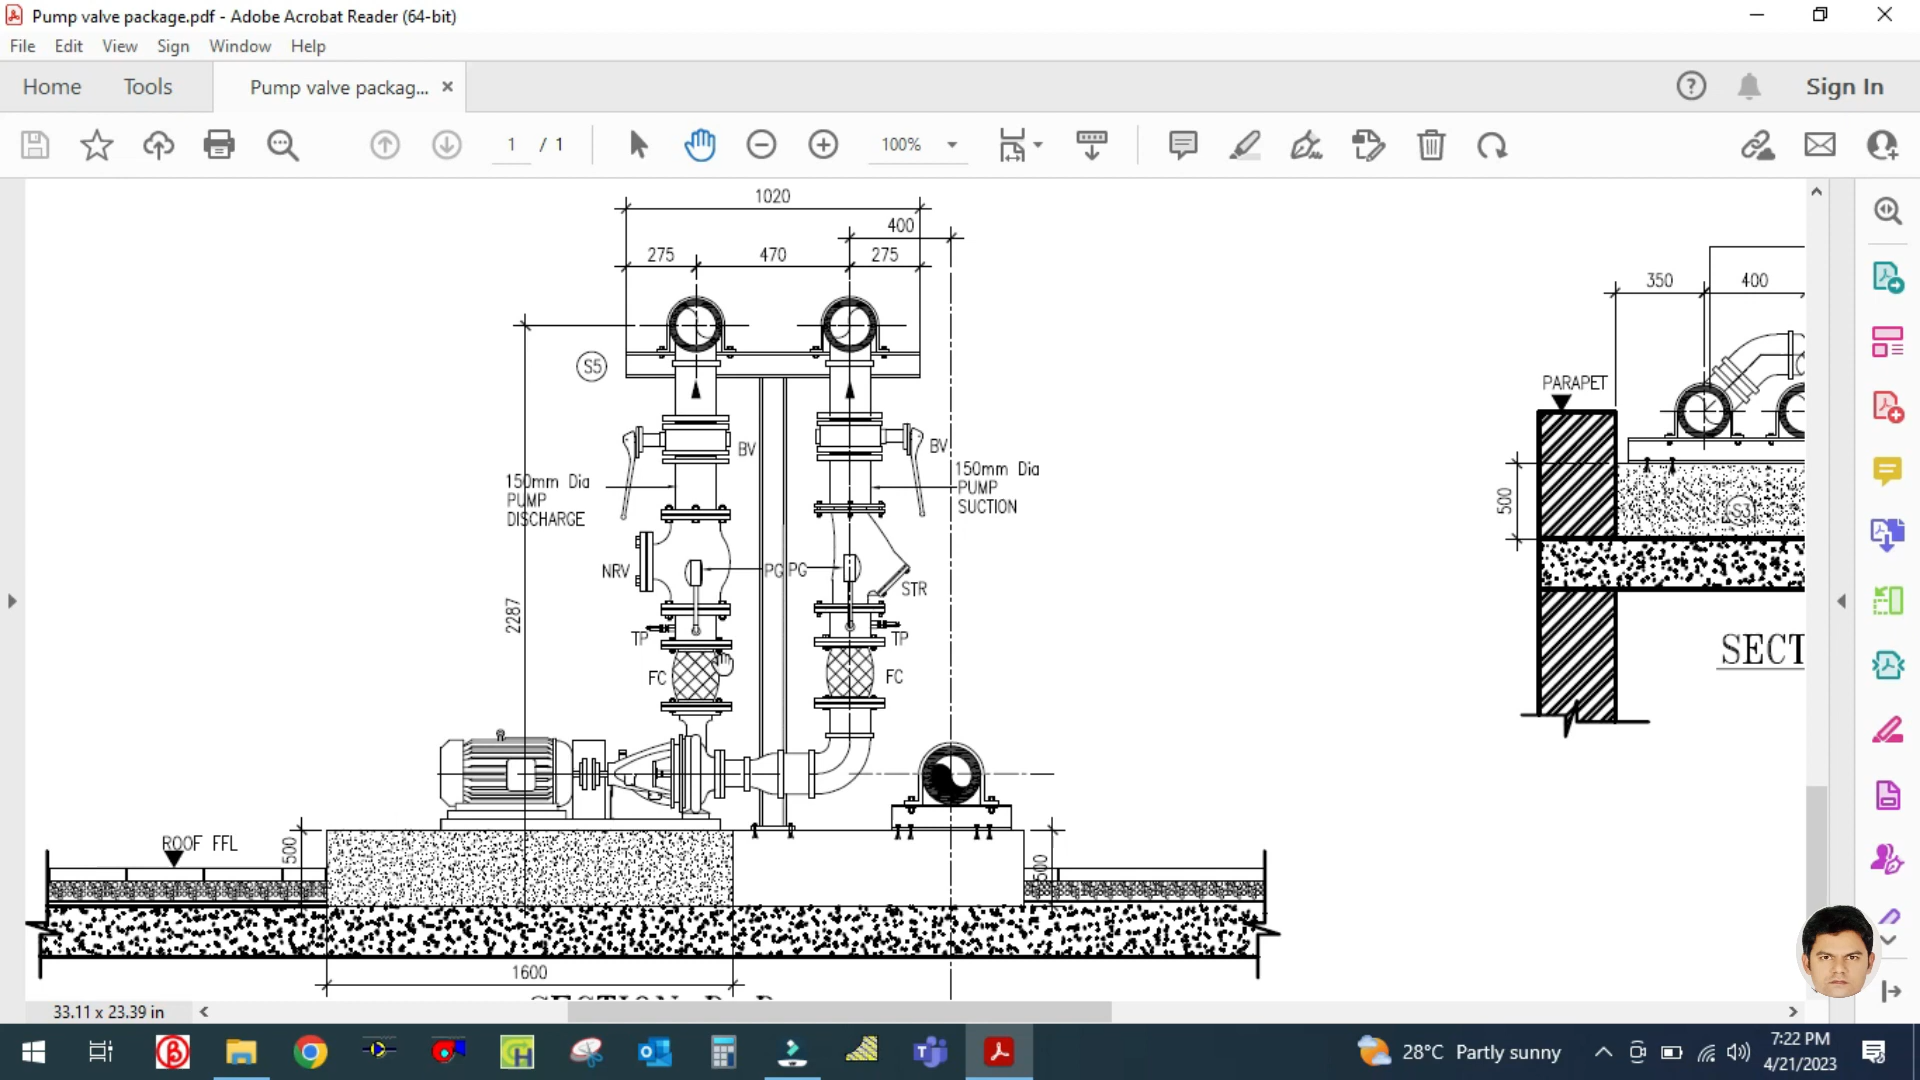 Pump valve package.pdf - Adobe Acrobat Reader (64-bit)
File Edit View Sign Window Help
Home Tools Pump valve packag... × Sign In
1 / 1 100%
1020
400
275 470 275
S5
BV
BV
150mm Dia
PUMP
DISCHARGE
150mm Dia
PUMP
SUCTION
NRV
PG PG
STR
2287
TP
TP
FC
FC
ROOF FFL
500
500
1600
350 400
PARAPET
500
S3
SECT
33.11 x 23.39 in
28°C Partly sunny
7:22 PM
4/21/2023